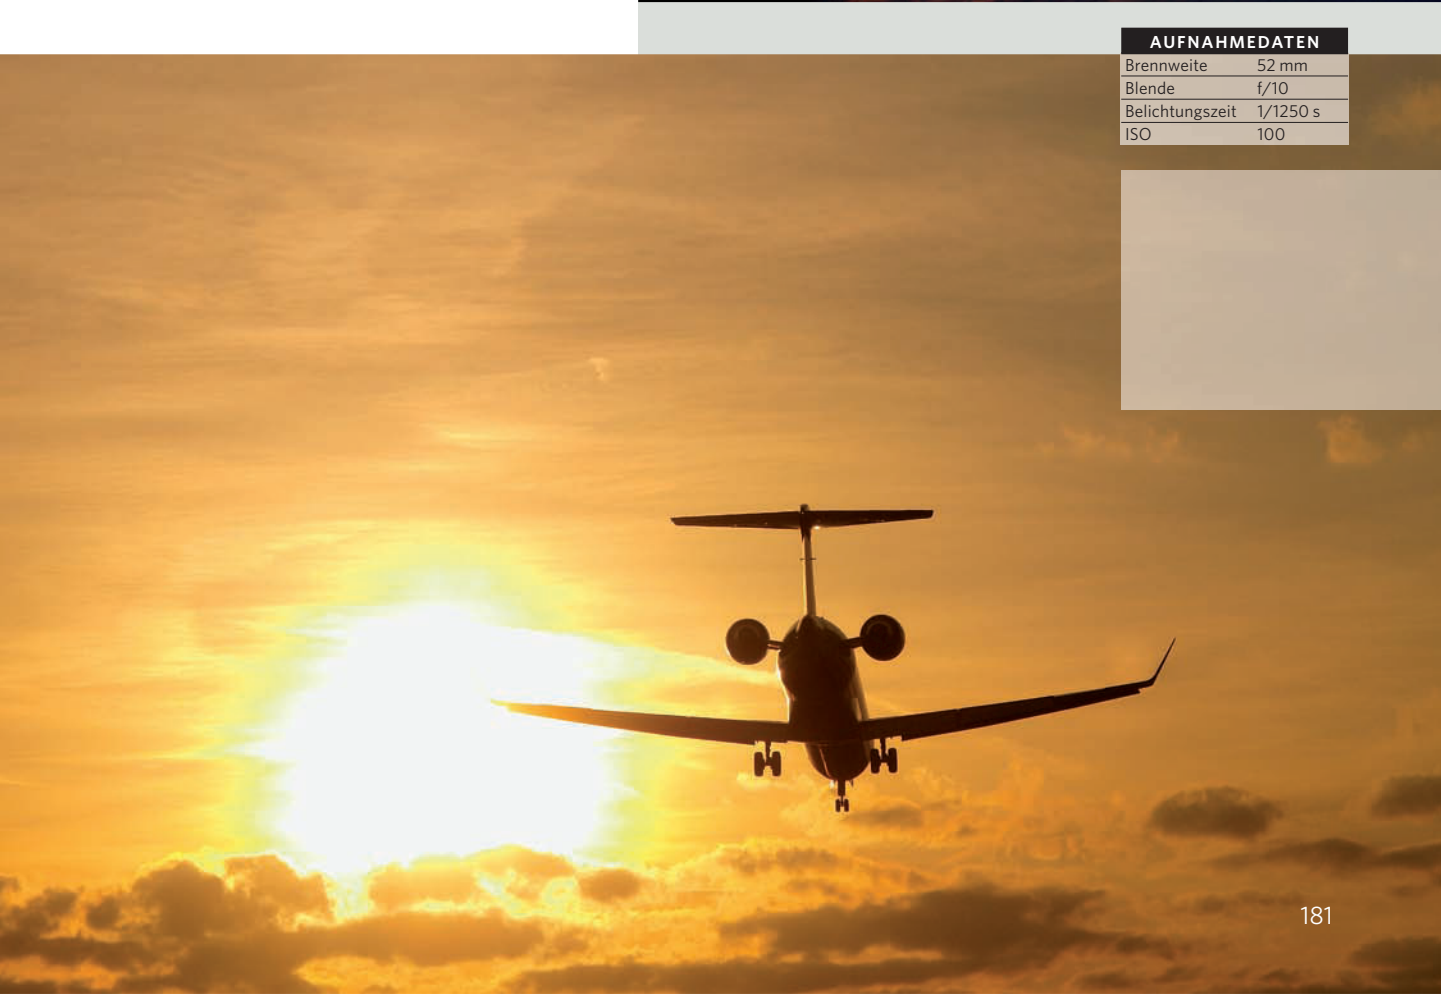 AUFNAHMEDATEN
Brennweite 52 mm
Blende f/10
Belichtungszeit 1/1250 s
ISO 100
181